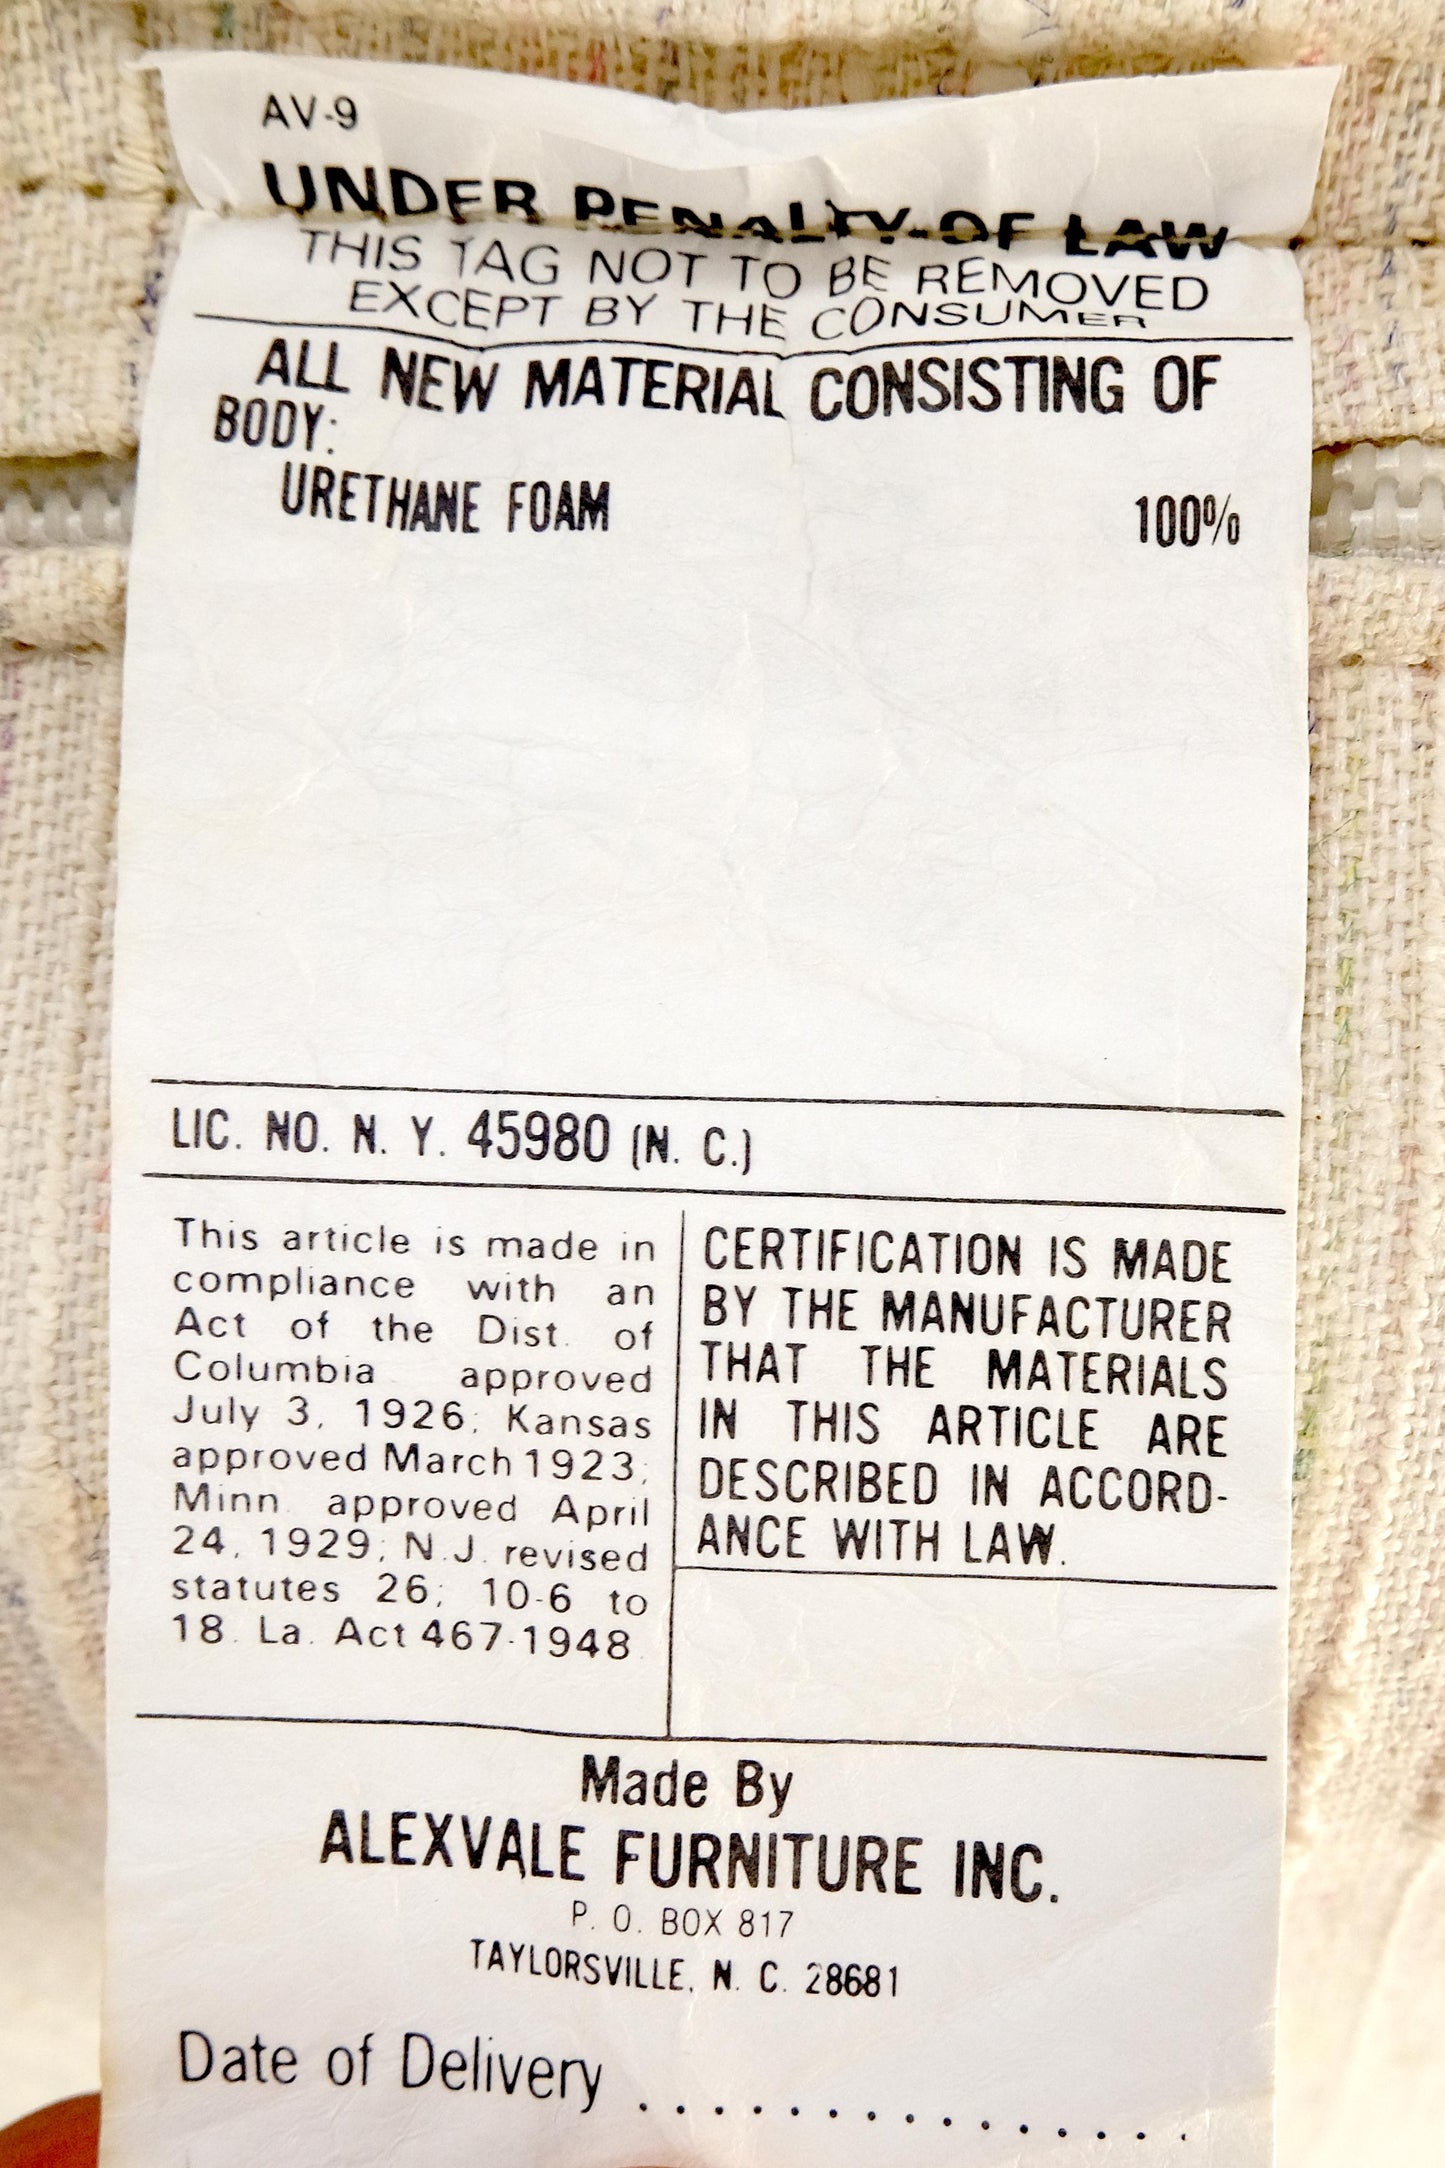 AV-9
UNDER PENALTY OF LAW
THIS TAG NOT TO BE REMOVED
EXCEPT BY THE CONSUMER
ALL NEW MATERIAL CONSISTING OF
BODY:
URETHANE FOAM 100%
LIC. NO. N. Y. 45980 (N. C.)
This article is made in
compliance with an
Act of the Dist. of
Columbia approved
July 3, 1926; Kansas
approved March 1923;
Minn. approved April
24, 1929; N.J. revised
statutes 26; 10-6 to
18. La. Act 467-1948.
CERTIFICATION IS MADE
BY THE MANUFACTURER
THAT THE MATERIALS
IN THIS ARTICLE ARE
DESCRIBED IN ACCORD-
ANCE WITH LAW.
Made By
ALEXVALE FURNITURE INC.
P. O. BOX 817
TAYLORSVILLE, N. C. 28681
Date of Delivery . . . . . . . . . . . . . . .